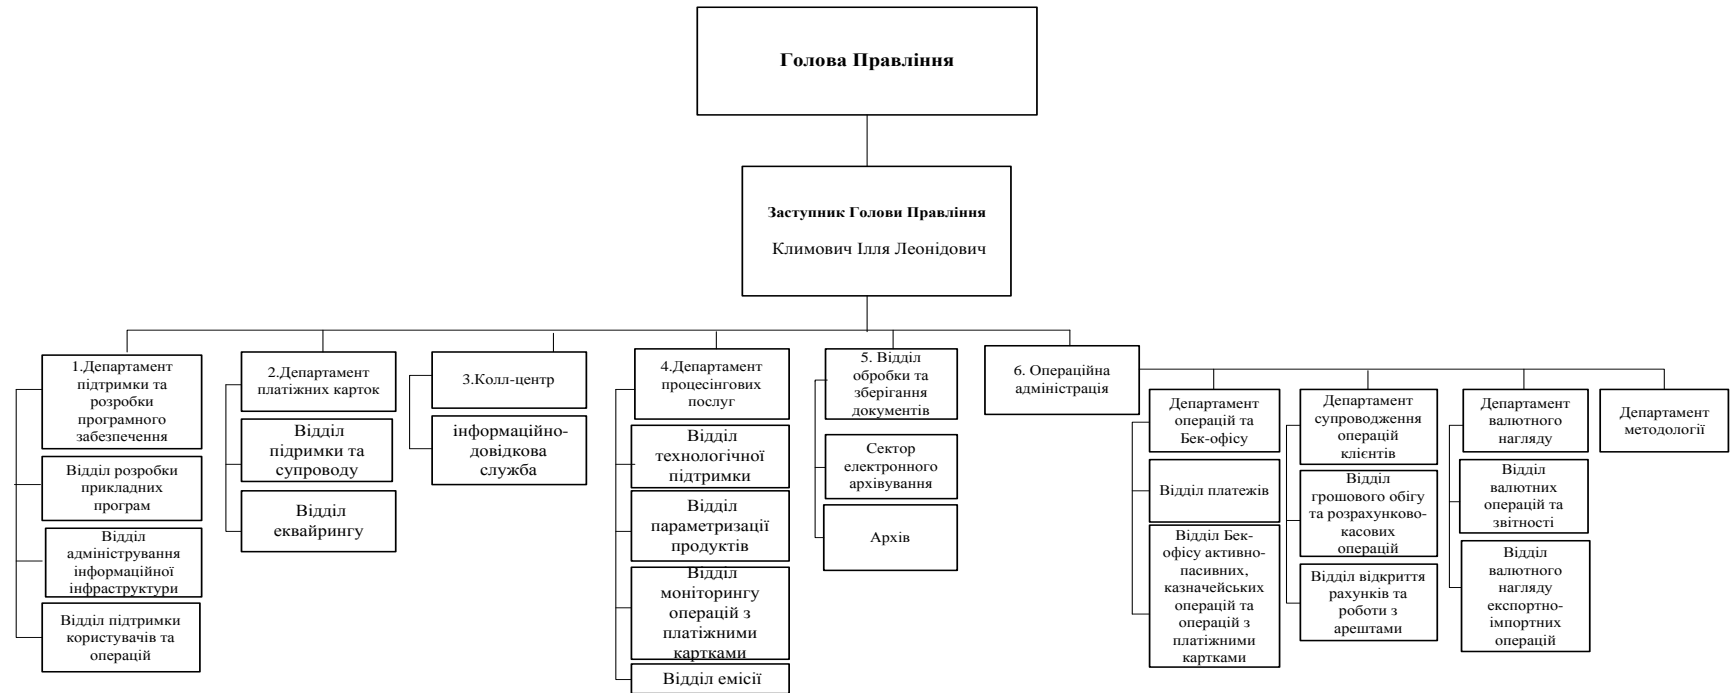 Голова Правління
Заступник Голови Правління
Климович Ілля Леонідович
1.Департамент
підтримки та
розробки
програмного
забезпечення
Відділ розробки
прикладних
програм
Відділ
адміністрування
інформаційної
інфраструктури
Відділ підтримки
користувачів та
операцій
2.Департамент
платіжних карток
Відділ
підримки та
супроводу
Відділ
еквайрингу
3.Колл-центр
інформаційно-
довідкова
служба
4.Департамент
процесінгових
послуг
Відділ
технологічної
підтримки
Відділ
параметризації
продуктів
Відділ
моніторингу
операцій з
платіжними
картками
Відділ емісії
5. Відділ
обробки та
зберігання
документів
Сектор
електронного
архівування
Архів
6. Операційна
адміністрація
Департамент
операцій та
Бек-офісу
Відділ платежів
Відділ Бек-
офісу активно-
пасивних,
казначейських
операцій та
операцій з
платіжними
картками
Департамент
супроводження
операцій
клієнтів
Відділ
грошового обігу
та розрахунково-
касових
операцій
Відділ відкриття
рахунків та
роботи з
арештами
Департамент
валютного
нагляду
Відділ
валютних
операцій та
звітності
Відділ
валютного
нагляду
експортно-
імпортних
операцій
Департамент
методології